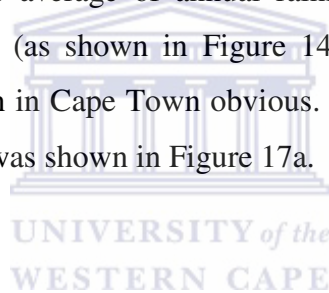 average of annual
(as shown in Figure 14
in Cape Town obvious.
was shown in Figure 17a.
UNIVERSITY of the
WESTERN CAPE